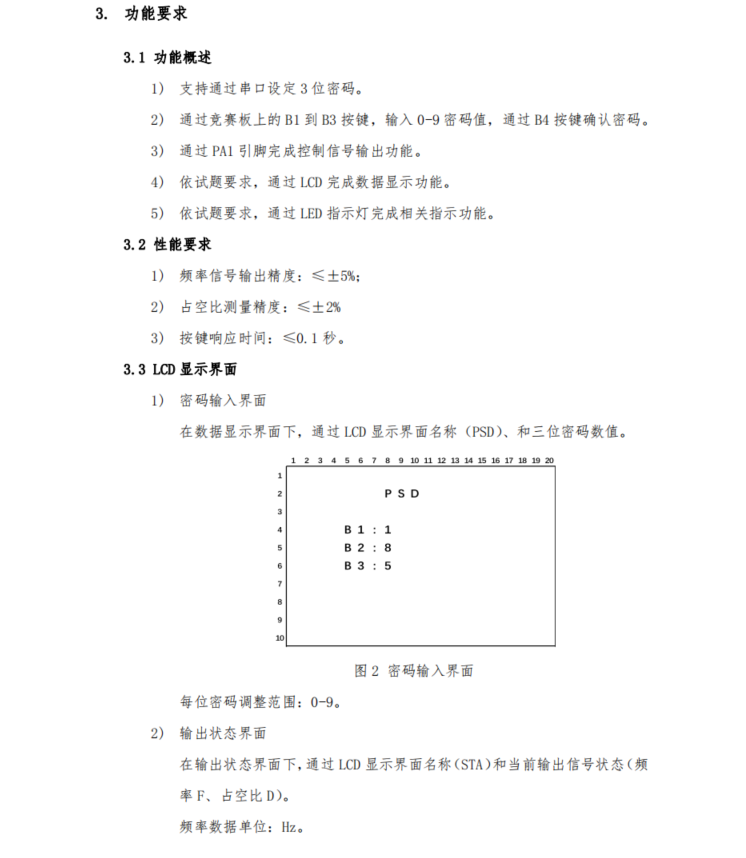 3. 功能要求
3.1 功能概述
1) 支持通过串口设定 3 位密码。
2) 通过竞赛板上的 B1 到 B3 按键，输入 0-9 密码值，通过 B4 按键确认密码。
3) 通过 PA1 引脚完成控制信号输出功能。
4) 依试题要求，通过 LCD 完成数据显示功能。
5) 依试题要求，通过 LED 指示灯完成相关指示功能。
3.2 性能要求
1) 频率信号输出精度：≤±5%;
2) 占空比测量精度：≤±2%
3) 按键响应时间：≤0.1 秒。
3.3 LCD 显示界面
1) 密码输入界面
在数据显示界面下，通过 LCD 显示界面名称（PSD）、和三位密码数值。
1 2 3 4 5 6 7 8 9 10 11 12 13 14 15 16 17 18 19 20
1
2 P S D
3
4 B 1 : 1
5 B 2 : 8
6 B 3 : 5
7
8
9
10
图 2 密码输入界面
每位密码调整范围：0-9。
2) 输出状态界面
在输出状态界面下，通过 LCD 显示界面名称（STA）和当前输出信号状态（频
率 F、占空比 D）。
频率数据单位：Hz。